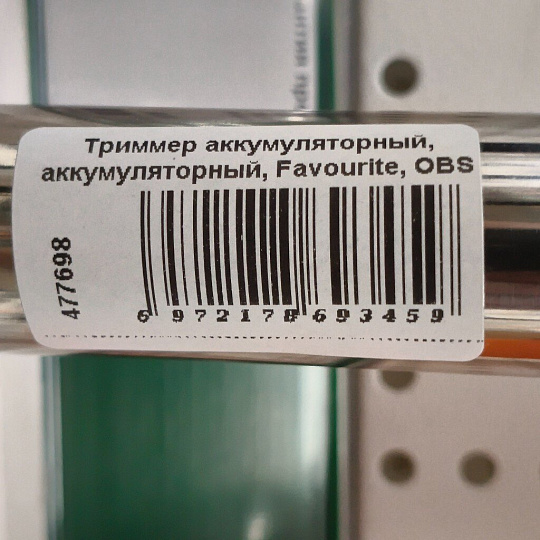 Триммер аккумуляторный,
аккумуляторный, Favourite, OBS
477698
6 972178 693459